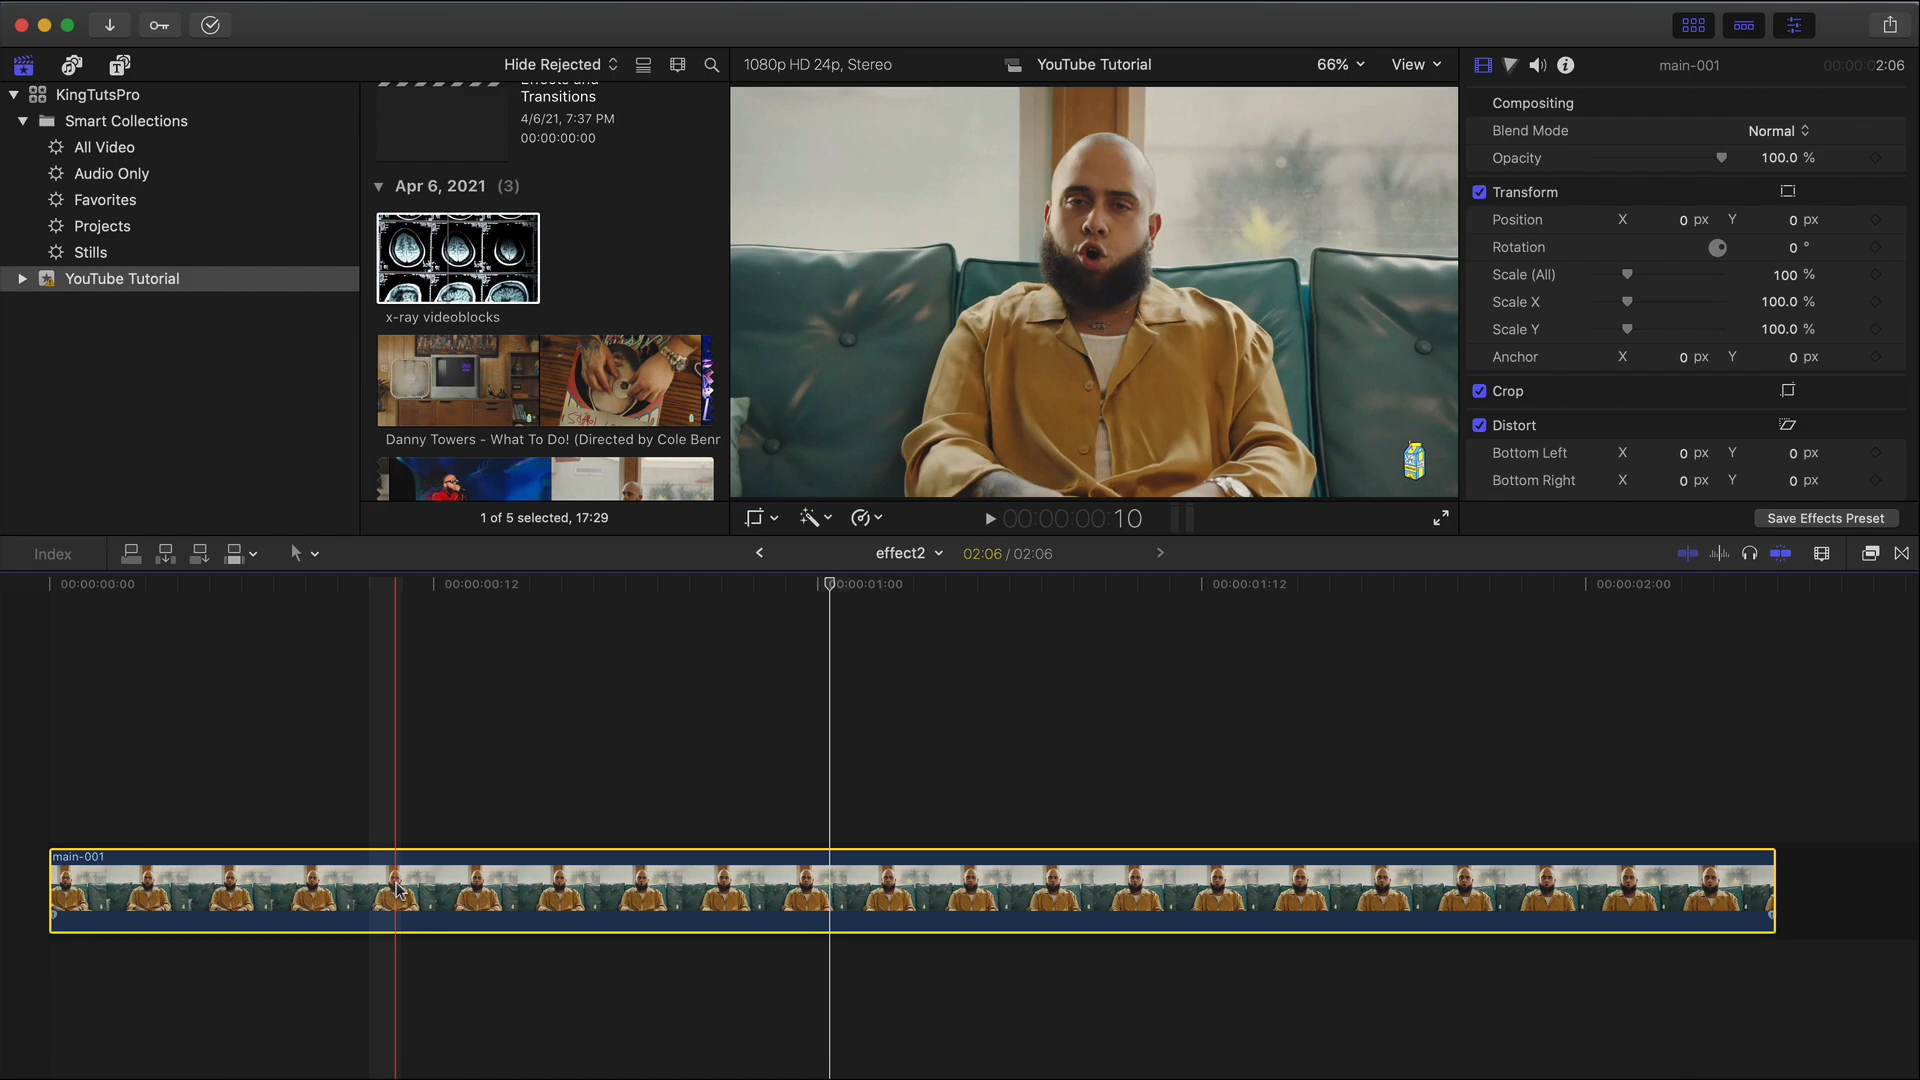 Hide Rejected
1080p HD 24p, Stereo
YouTube Tutorial
66%
View
main-001
00:00:02:06
KingTutsPro
Smart Collections
All Video
Audio Only
Favorites
Projects
Stills
YouTube Tutorial
Effects and
Transitions
4/6/21, 7:37 PM
00:00:00:00
Apr 6, 2021 (3)
x-ray videoblocks
Danny Towers - What To Do! (Directed by Cole Benn
1 of 5 selected, 17:29
00:00:00:10
Compositing
Blend Mode Normal
Opacity 100.0 %
Transform
Position X 0 px Y 0 px
Rotation 0 °
Scale (All) 100 %
Scale X 100.0 %
Scale Y 100.0 %
Anchor X 0 px Y 0 px
Crop
Distort
Bottom Left X 0 px Y 0 px
Bottom Right X 0 px Y 0 px
Save Effects Preset
Index
effect2
02:06 / 02:06
00:00:00:00
00:00:00:12
00:00:01:00
00:00:01:12
00:00:02:00
main-001